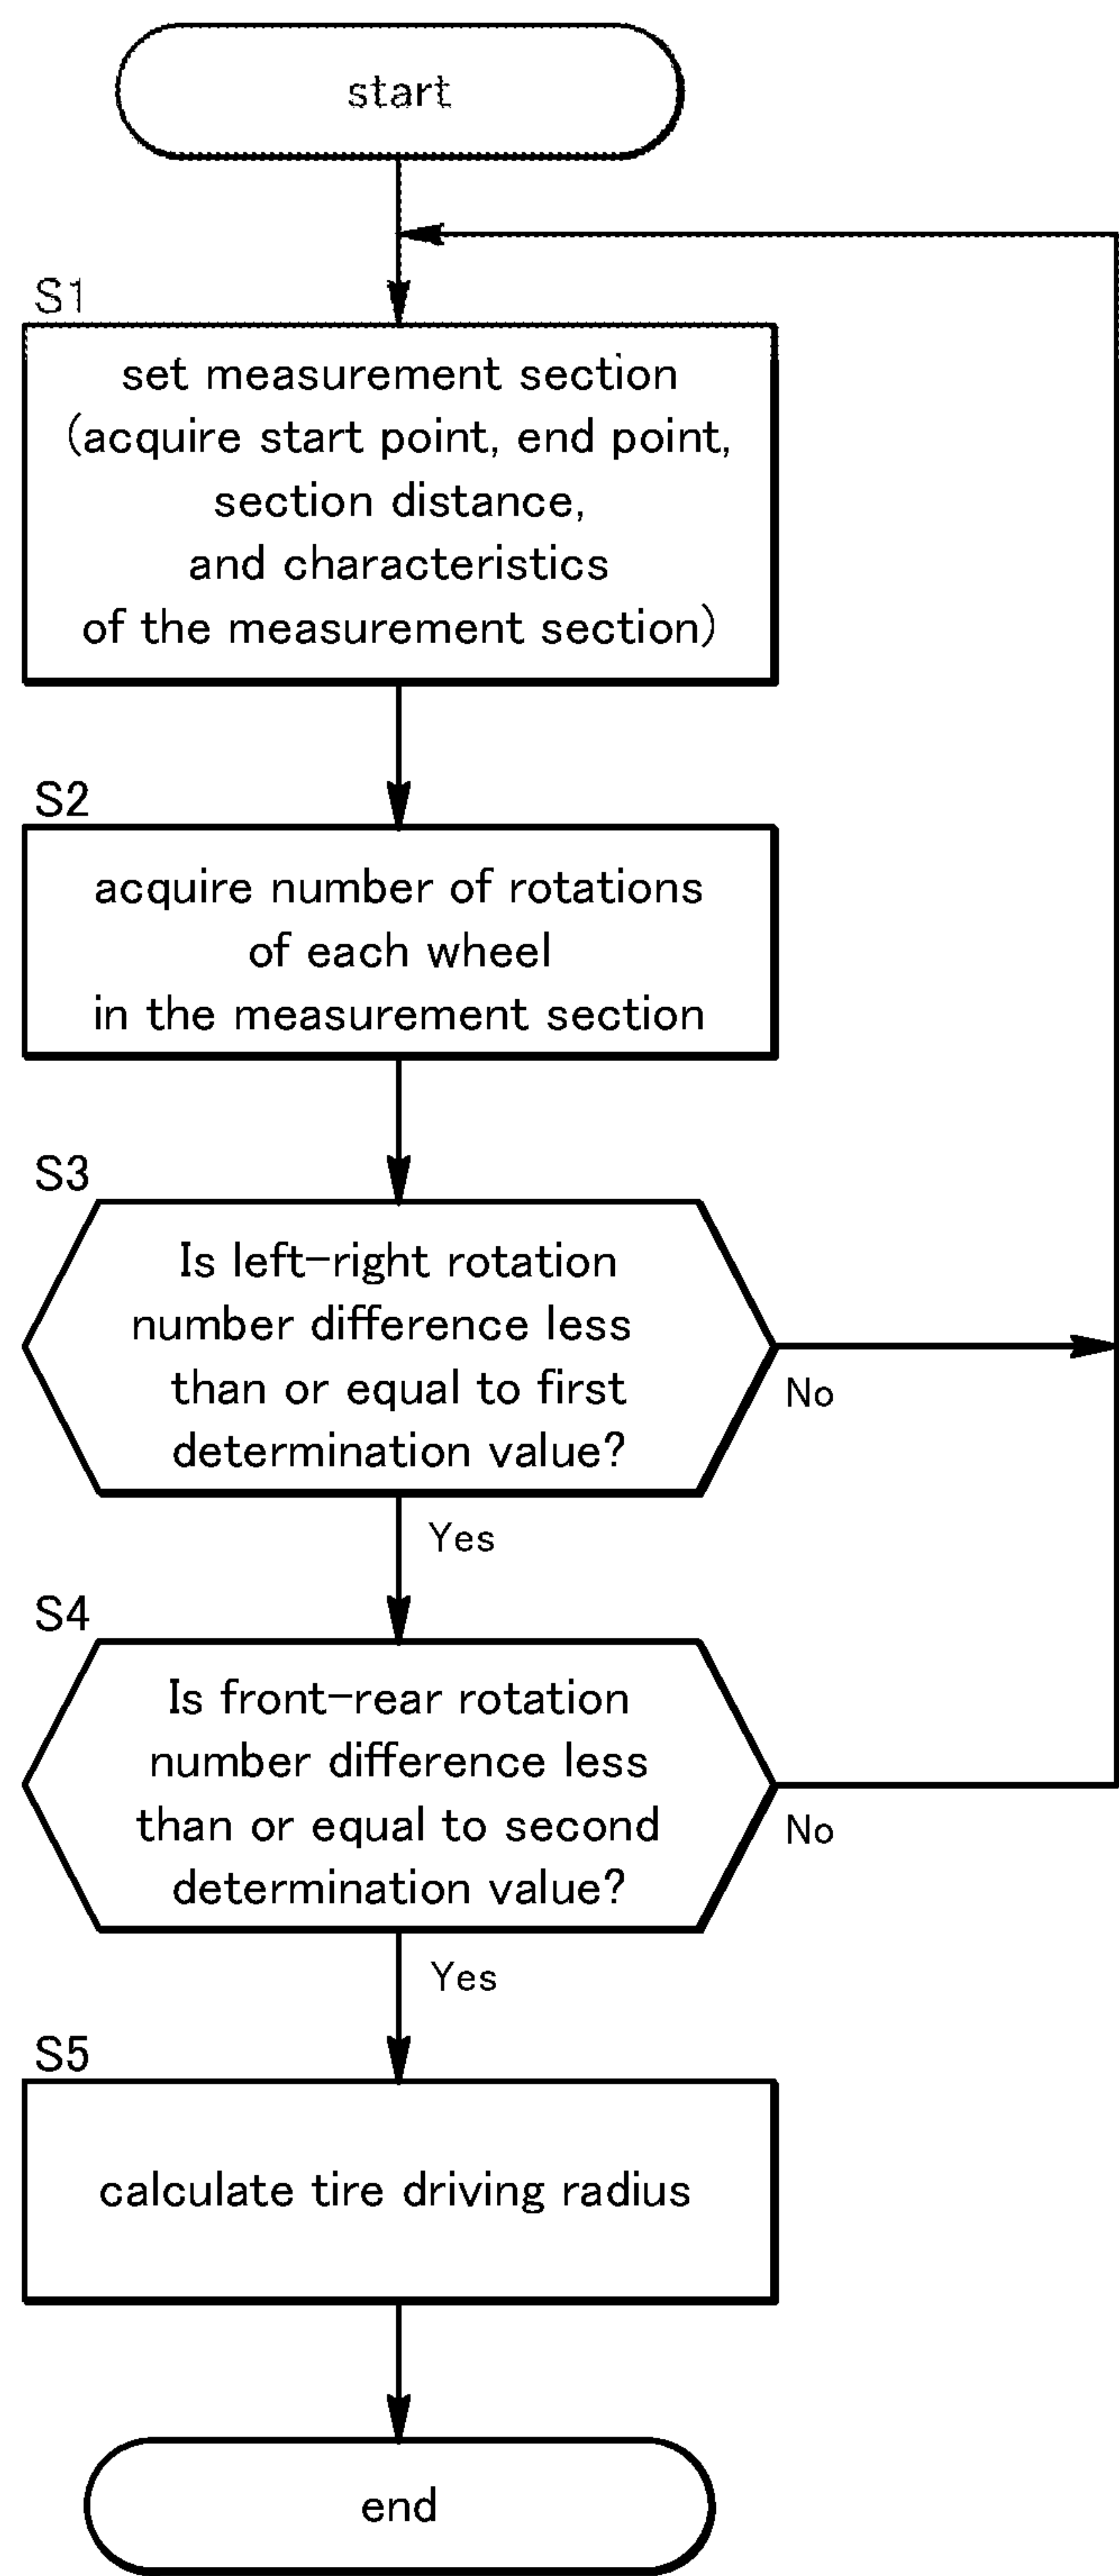 start
S1
set measurement section
(acquire start point, end point,
section distance,
and characteristics
of the measurement section)
S2
acquire number of rotations
of each wheel
in the measurement section
S3
Is left-right rotation
number difference less
than or equal to first
determination value?
No
Yes
S4
Is front-rear rotation
number difference less
than or equal to second
determination value?
No
Yes
S5
calculate tire driving radius
end